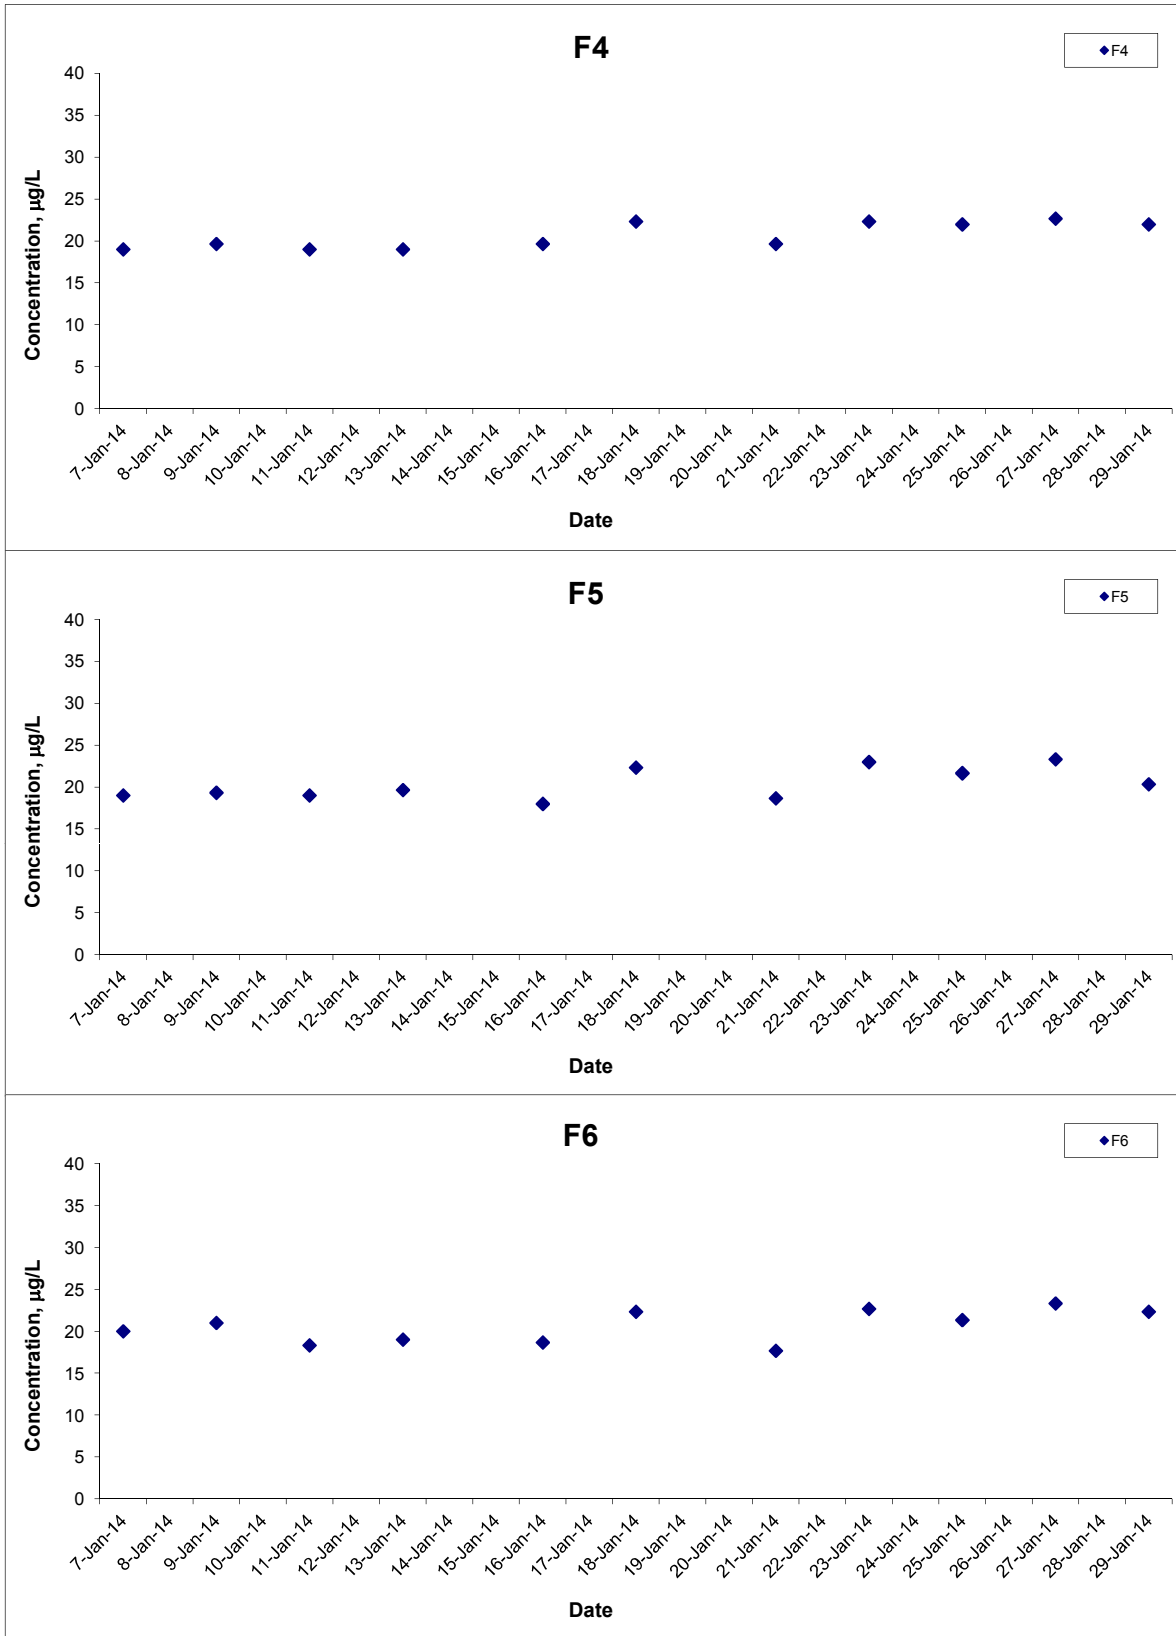 F4
F4
40
35
30
25
20
15
10
5
0
Concentration, µg/L
7-Jan-14
8-Jan-14
9-Jan-14
10-Jan-14
11-Jan-14
12-Jan-14
13-Jan-14
14-Jan-14
15-Jan-14
16-Jan-14
17-Jan-14
18-Jan-14
19-Jan-14
20-Jan-14
21-Jan-14
22-Jan-14
23-Jan-14
24-Jan-14
25-Jan-14
26-Jan-14
27-Jan-14
28-Jan-14
29-Jan-14
Date
F5
F5
40
35
30
25
20
15
10
5
0
Concentration, µg/L
7-Jan-14
8-Jan-14
9-Jan-14
10-Jan-14
11-Jan-14
12-Jan-14
13-Jan-14
14-Jan-14
15-Jan-14
16-Jan-14
17-Jan-14
18-Jan-14
19-Jan-14
20-Jan-14
21-Jan-14
22-Jan-14
23-Jan-14
24-Jan-14
25-Jan-14
26-Jan-14
27-Jan-14
28-Jan-14
29-Jan-14
Date
F6
F6
40
35
30
25
20
15
10
5
0
Concentration, µg/L
7-Jan-14
8-Jan-14
9-Jan-14
10-Jan-14
11-Jan-14
12-Jan-14
13-Jan-14
14-Jan-14
15-Jan-14
16-Jan-14
17-Jan-14
18-Jan-14
19-Jan-14
20-Jan-14
21-Jan-14
22-Jan-14
23-Jan-14
24-Jan-14
25-Jan-14
26-Jan-14
27-Jan-14
28-Jan-14
29-Jan-14
Date